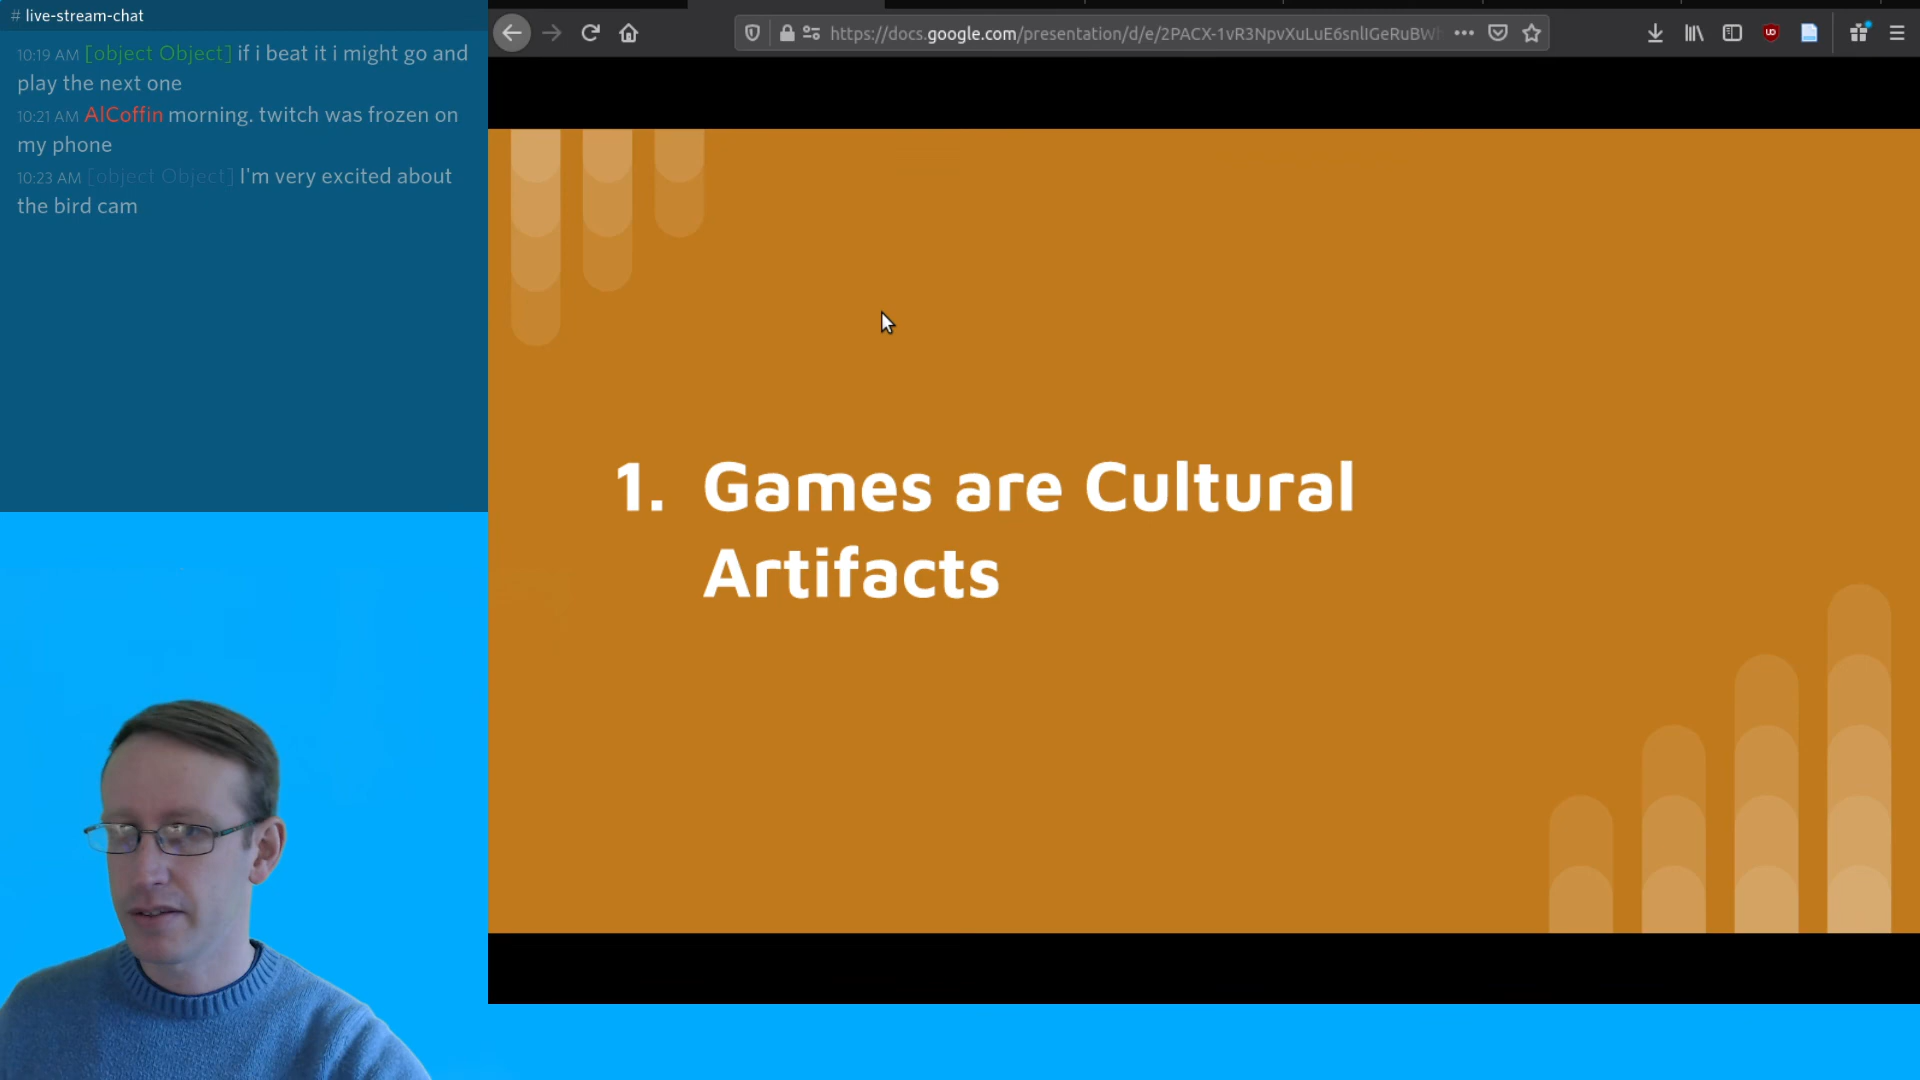 # live-stream-chat
10:19 AM [object Object] if i beat it i might go and
play the next one
10:21 AM AlCoffin morning. twitch was frozen on
my phone
10:23 AM [object Object] I'm very excited about
the bird cam
https://docs.google.com/presentation/d/e/2PACX-1vR3NpvXuLuE6snlIGeRuBW
1. Games are Cultural
Artifacts